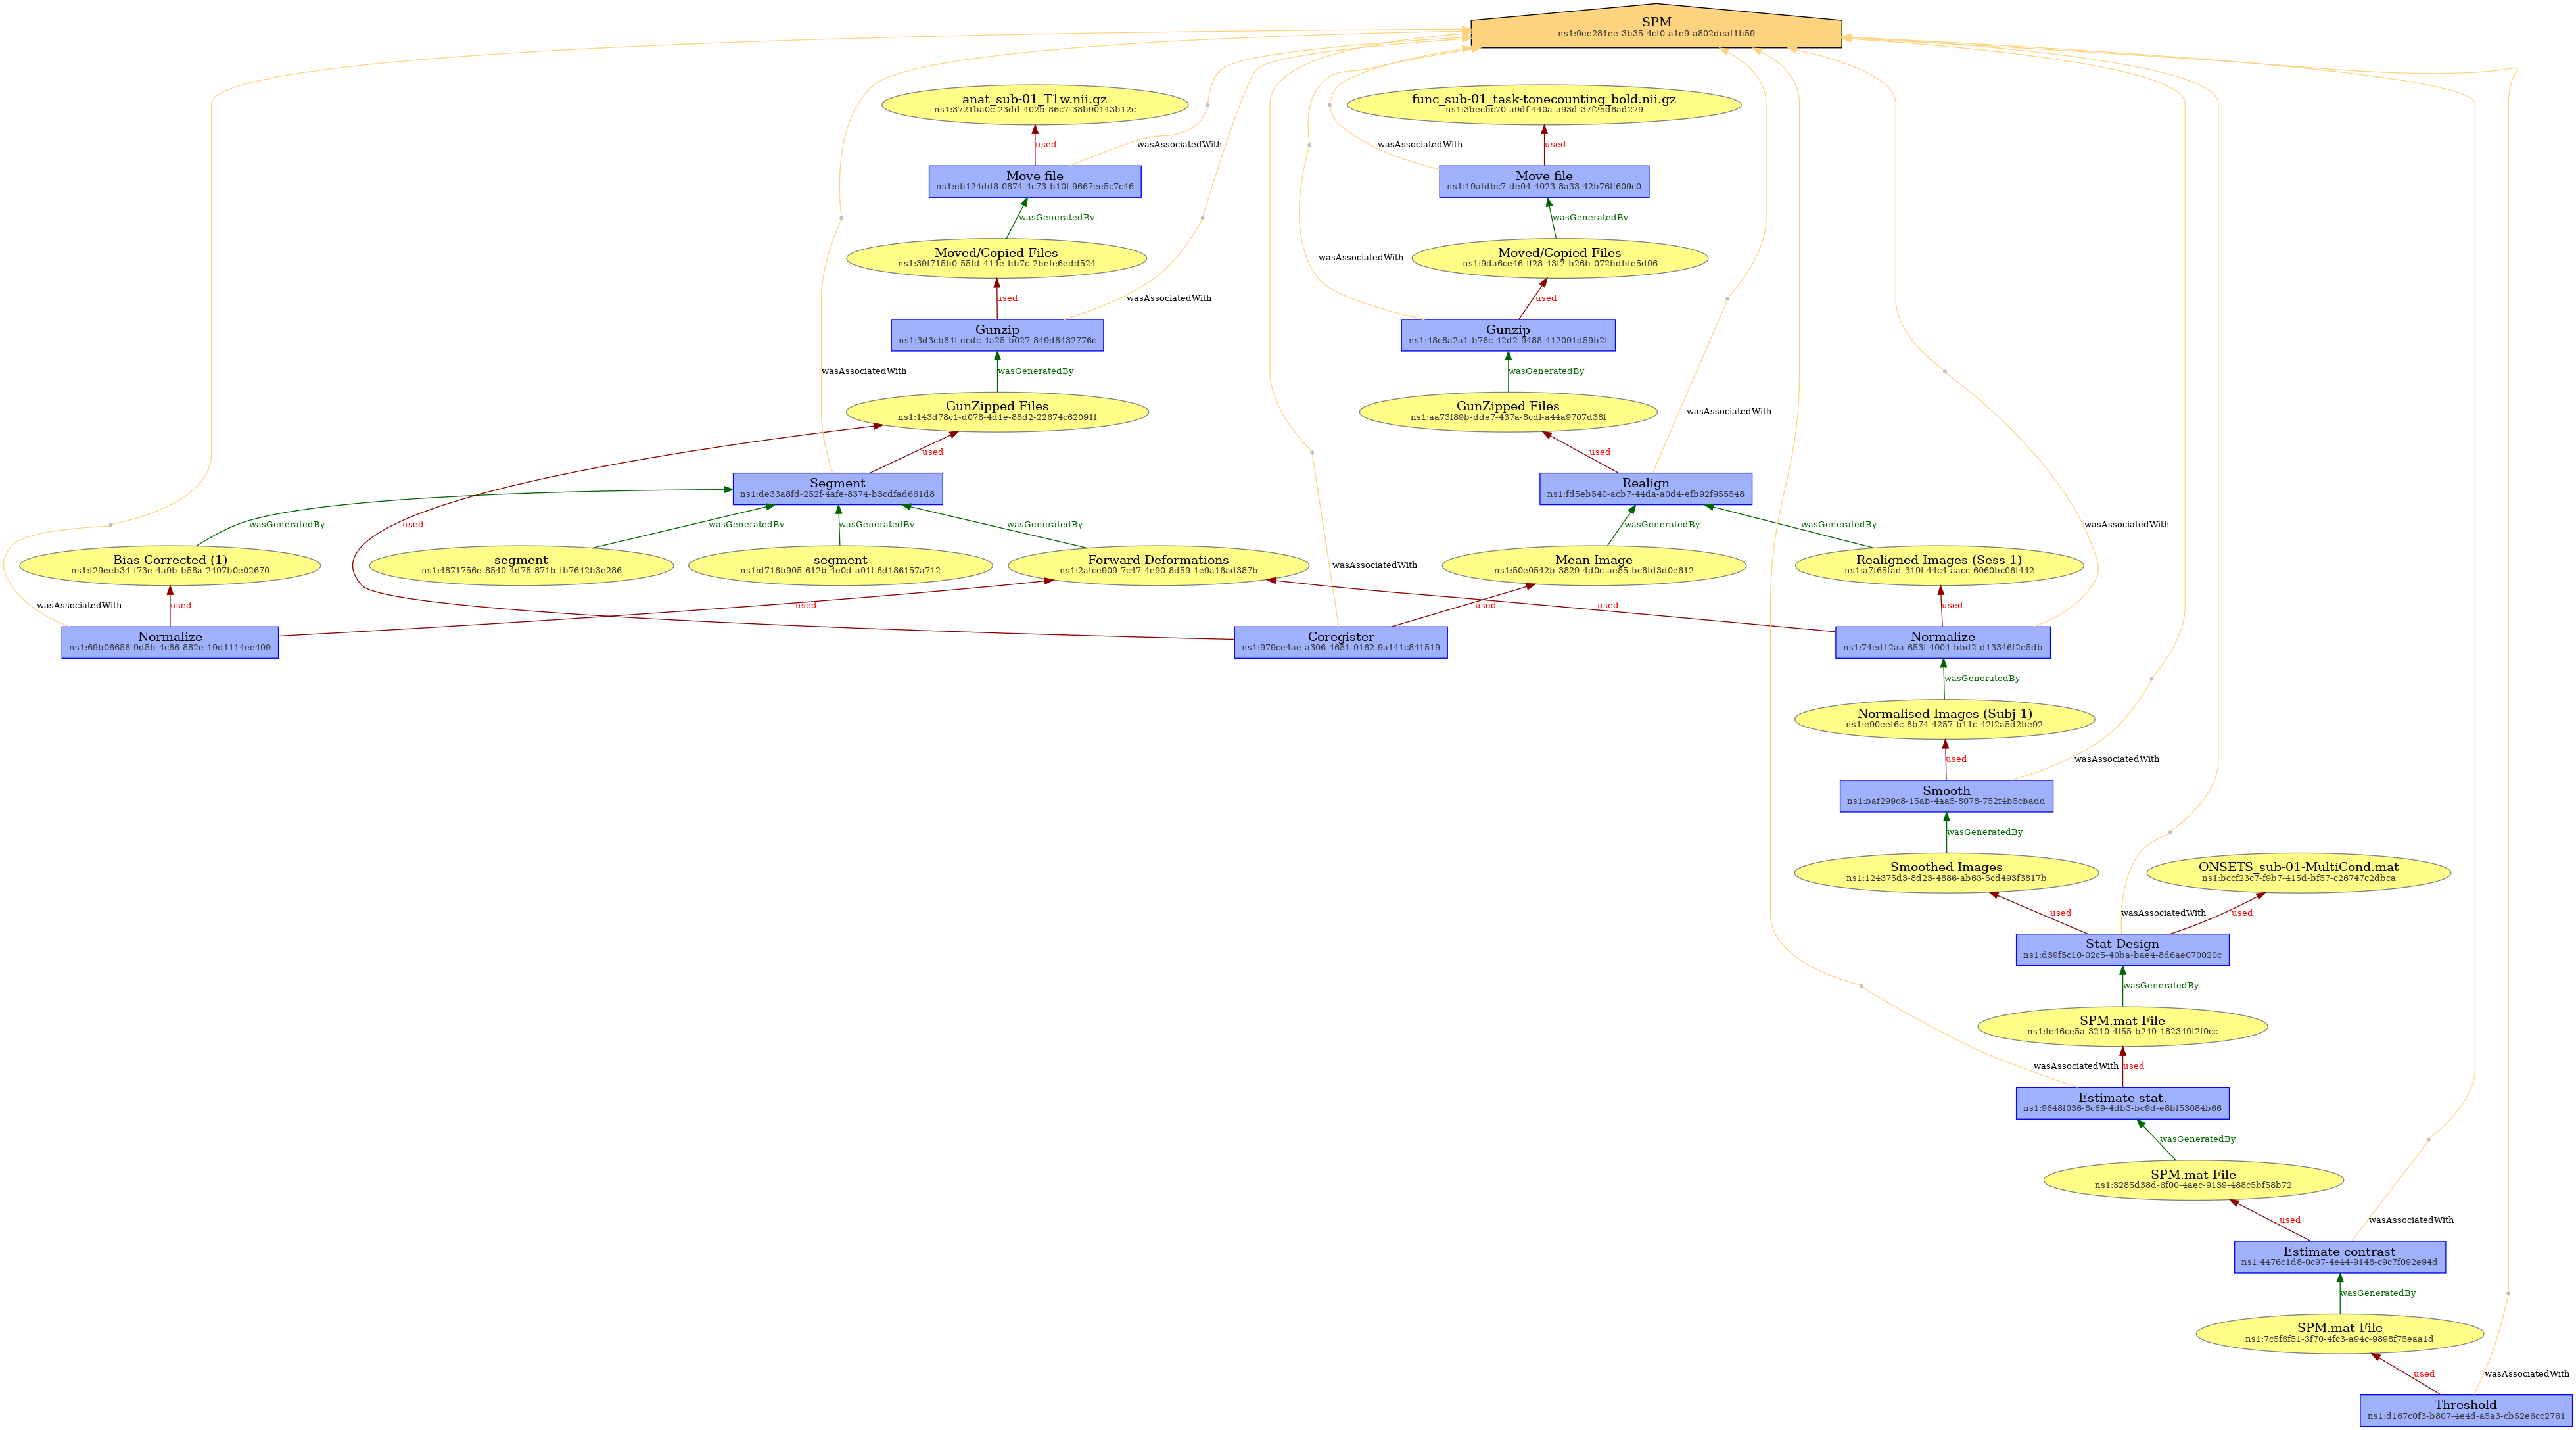 SPM
ns1:9ee281ee-3b35-4cf0-a1e9-a802deaf1b59
anat_sub-01_T1w.nii.gz
ns1:3721ba0c-23dd-402b-86c7-38b90143b12c
func_sub-01_task-tonecounting_bold.nii.gz
ns1:3becbc70-a9df-440a-a93d-37f25d6ad279
used
wasAssociatedWith
wasAssociatedWith
used
Move file
ns1:eb124dd8-0874-4c73-b10f-9667ee5c7c46
Move file
ns1:19afdbc7-de04-4023-8a33-42b76ff609c0
wasGeneratedBy
wasGeneratedBy
Moved/Copied Files
ns1:39f715b0-55fd-414e-bb7c-2befe6edd524
Moved/Copied Files
ns1:9da6ce46-ff28-43f2-b26b-072bdbfe5d96
wasAssociatedWith
used
wasAssociatedWith
used
Gunzip
ns1:3d3cb84f-ecdc-4a25-b027-849d8432776c
Gunzip
ns1:48c8a2a1-b76c-42d2-9488-412091d59b2f
wasAssociatedWith
wasGeneratedBy
wasGeneratedBy
GunZipped Files
ns1:143d78c1-d078-4d1e-88d2-22674c62091f
GunZipped Files
ns1:aa73f89b-dde7-437a-8cdf-a44a9707d38f
wasAssociatedWith
used
used
Segment
ns1:de33a8fd-252f-4afe-8374-b3cdfad661d8
Realign
ns1:fd5eb540-acb7-44da-a0d4-efb92f955548
wasGeneratedBy
used
wasGeneratedBy
wasGeneratedBy
wasGeneratedBy
wasGeneratedBy
wasGeneratedBy
wasAssociatedWith
Bias Corrected (1)
ns1:f29eeb34-f73e-4a9b-b58a-2497b0e02670
segment
ns1:4871756e-8540-4d78-871b-fb7642b3e286
segment
ns1:d716b905-612b-4e0d-a01f-6d186157a712
Forward Deformations
ns1:2afce909-7c47-4e90-8d59-1e9a16ad387b
wasAssociatedWith
Mean Image
ns1:50e0542b-3829-4d0c-ae85-bc8fd3d0e612
Realigned Images (Sess 1)
ns1:a7f65fad-319f-44c4-aacc-6060bc06f442
wasAssociatedWith
used
used
used
used
used
Normalize
ns1:69b06656-9d5b-4c86-882e-19d1114ee499
Coregister
ns1:979ce4ae-a306-4651-9162-9a141c841519
Normalize
ns1:74ed12aa-653f-4004-bbd2-d13346f2e5db
wasGeneratedBy
Normalised Images (Subj 1)
ns1:e90eef6c-8b74-4257-b11c-42f2a5d2be92
used
wasAssociatedWith
Smooth
ns1:baf299c8-15ab-4aa5-8078-752f4b5cbadd
wasGeneratedBy
Smoothed Images
ns1:124375d3-8d23-4886-ab63-5cd493f3817b
ONSETS_sub-01-MultiCond.mat
ns1:bccf23c7-f9b7-415d-bf57-c26747c2dbca
used
wasAssociatedWith
used
Stat Design
ns1:d39f5c10-02c5-40ba-bae4-8d6ae070020c
wasGeneratedBy
SPM.mat File
ns1:fe46ce5a-3210-4f55-b249-182349f2f9cc
wasAssociatedWith
used
Estimate stat.
ns1:9648f036-8c69-4db3-bc9d-e8bf53084b66
wasGeneratedBy
SPM.mat File
ns1:3285d38d-6f00-4aec-9139-488c5bf58b72
used
wasAssociatedWith
Estimate contrast
ns1:4476c1d8-0c97-4e44-9148-c9c7f092e94d
wasGeneratedBy
SPM.mat File
ns1:7c5f6f51-3f70-4fc3-a94c-9898f75eaa1d
used
wasAssociatedWith
Threshold
ns1:d167c0f3-b807-4e4d-a5a3-cb52e6cc2761